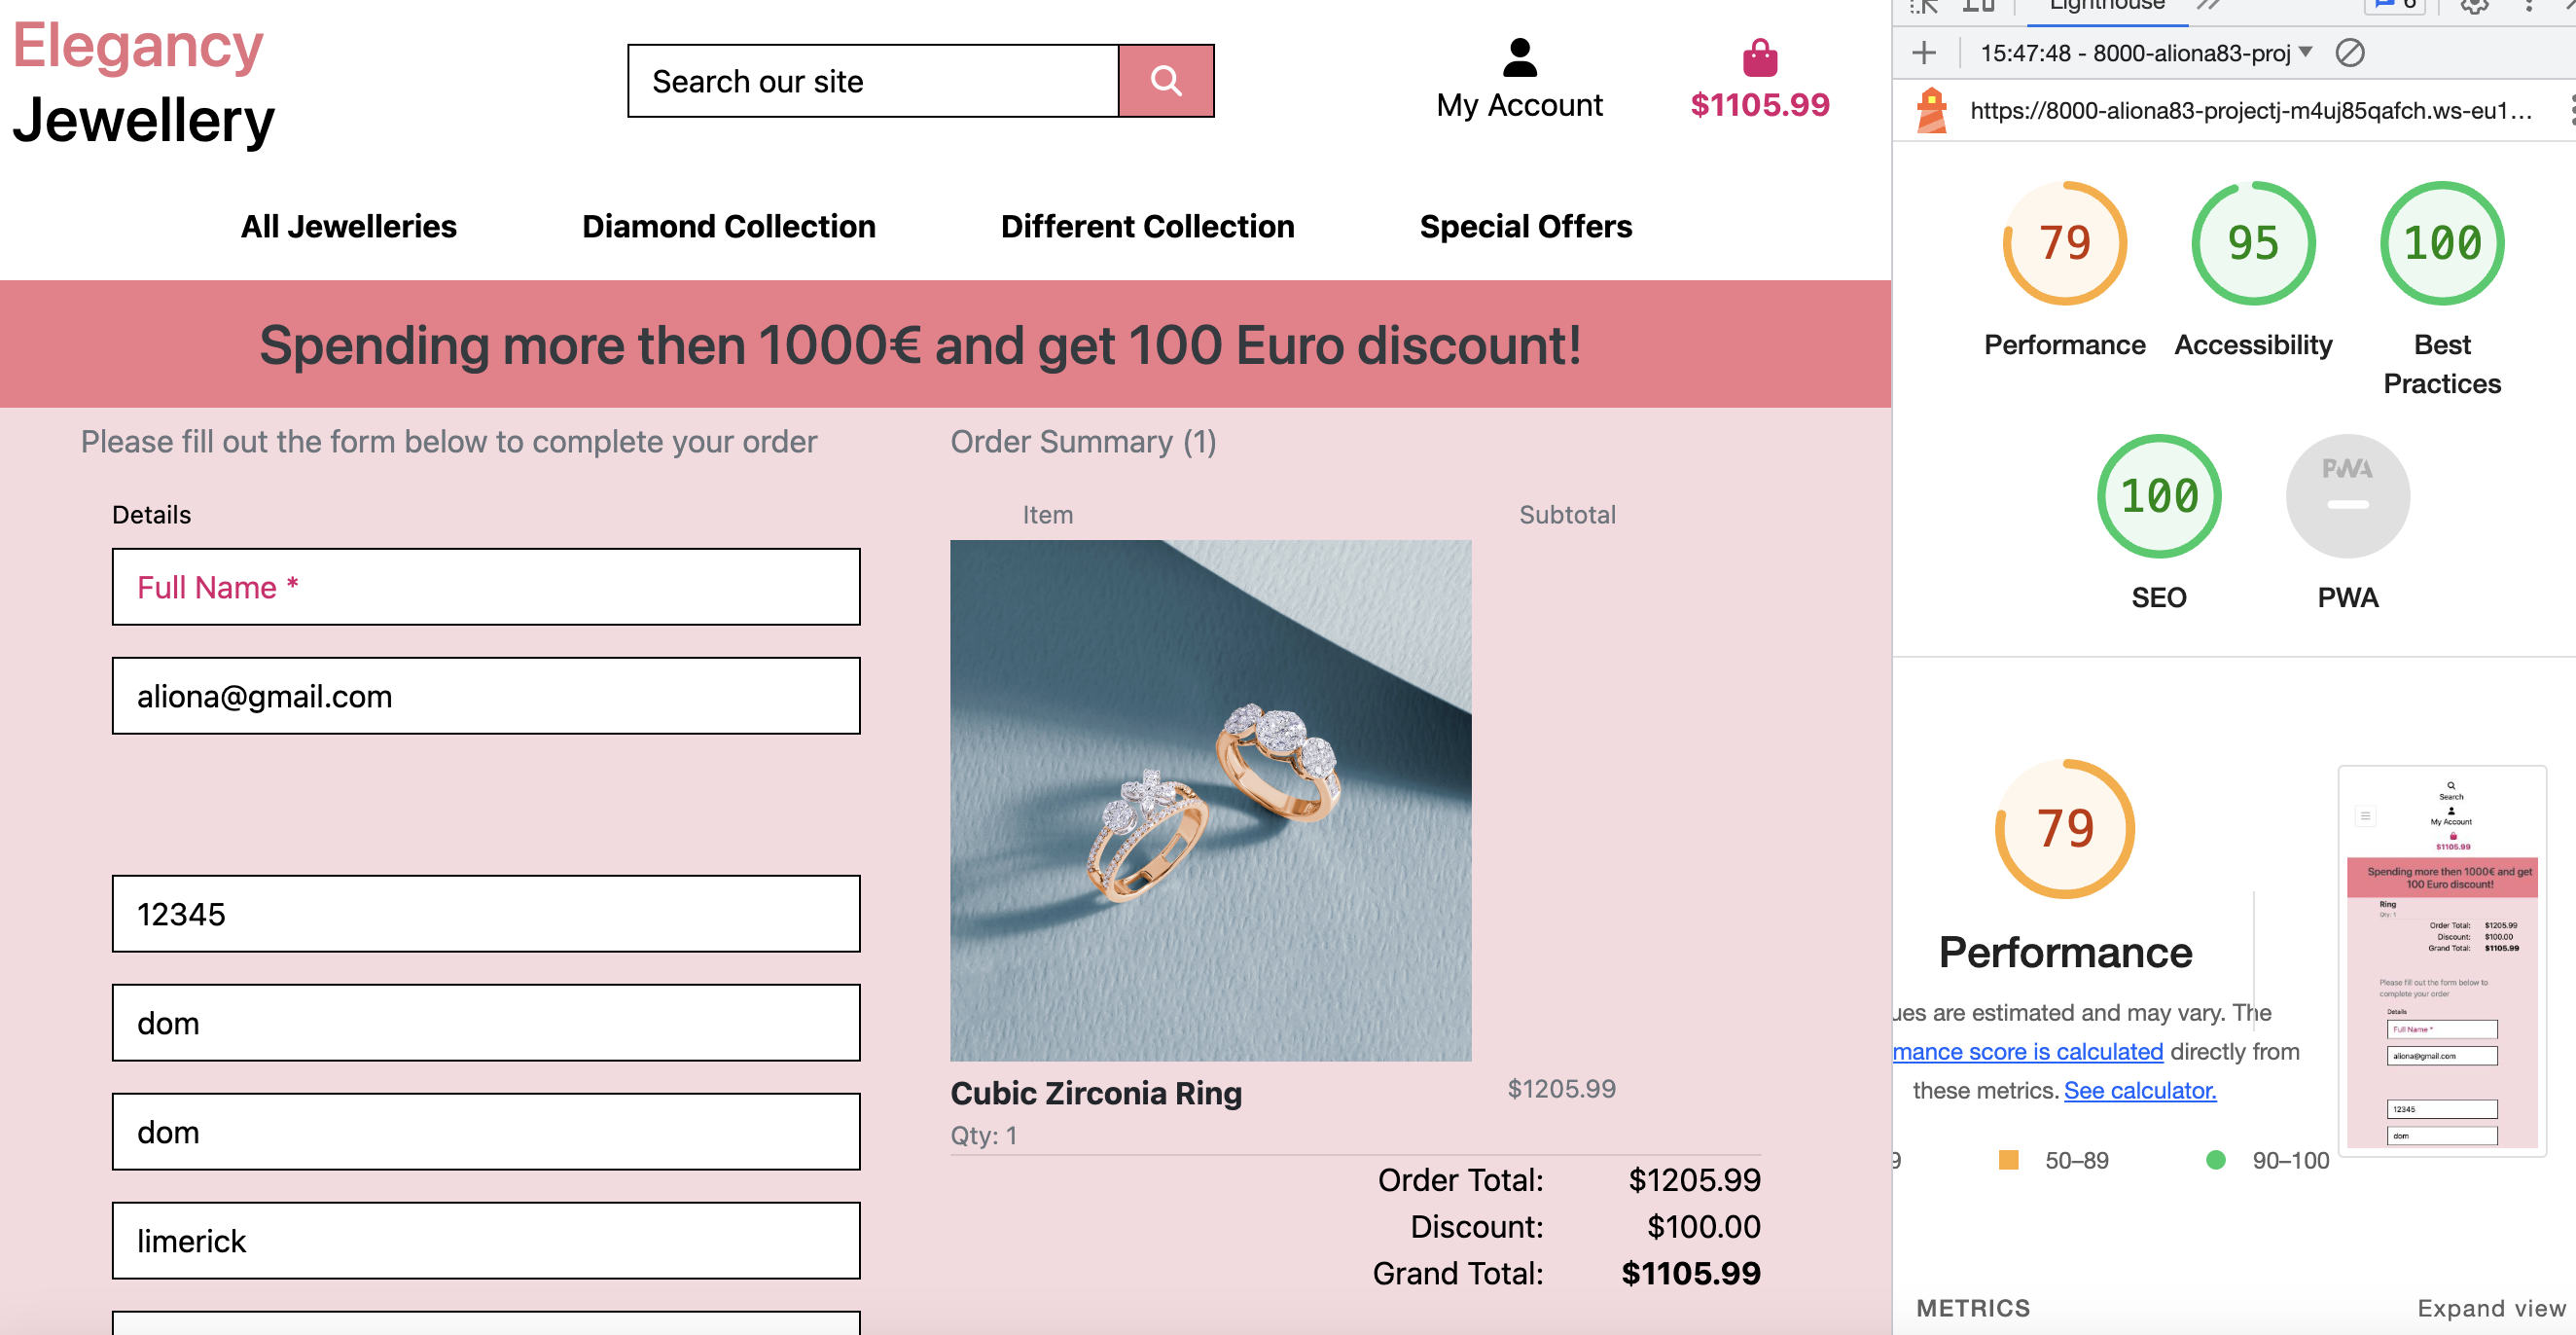 Elegancy
Jewellery
Search our site
My Account
$1105.99
All Jewelleries
Diamond Collection
Different Collection
Special Offers
Spending more then 1000€ and get 100 Euro discount!
Please fill out the form below to complete your order
Details
Full Name *
aliona@gmail.com
12345
dom
dom
limerick
Order Summary (1)
Item
Subtotal
Cubic Zirconia Ring
$1205.99
Qty: 1
Order Total: $1205.99
Discount: $100.00
Grand Total: $1105.99
Lighthouse
6
15:47:48 - 8000-aliona83-proj
https://8000-aliona83-projectj-m4uj85qafch.ws-eu1...
79
Performance
95
Accessibility
100
Best
Practices
100
SEO
PWA
PWA
79
Performance
ues are estimated and may vary. The
mance score is calculated directly from
these metrics. See calculator.
9
50–89
90–100
Search
My Account
$1105.99
Spending more then 1000€ and get
100 Euro discount!
Ring
Qty: 1
Order Total: $1205.99
Discount: $100.00
Grand Total: $1105.99
Please fill out the form below to
complete your order
Details
Full Name *
aliona@gmail.com
12345
dom
METRICS
Expand view